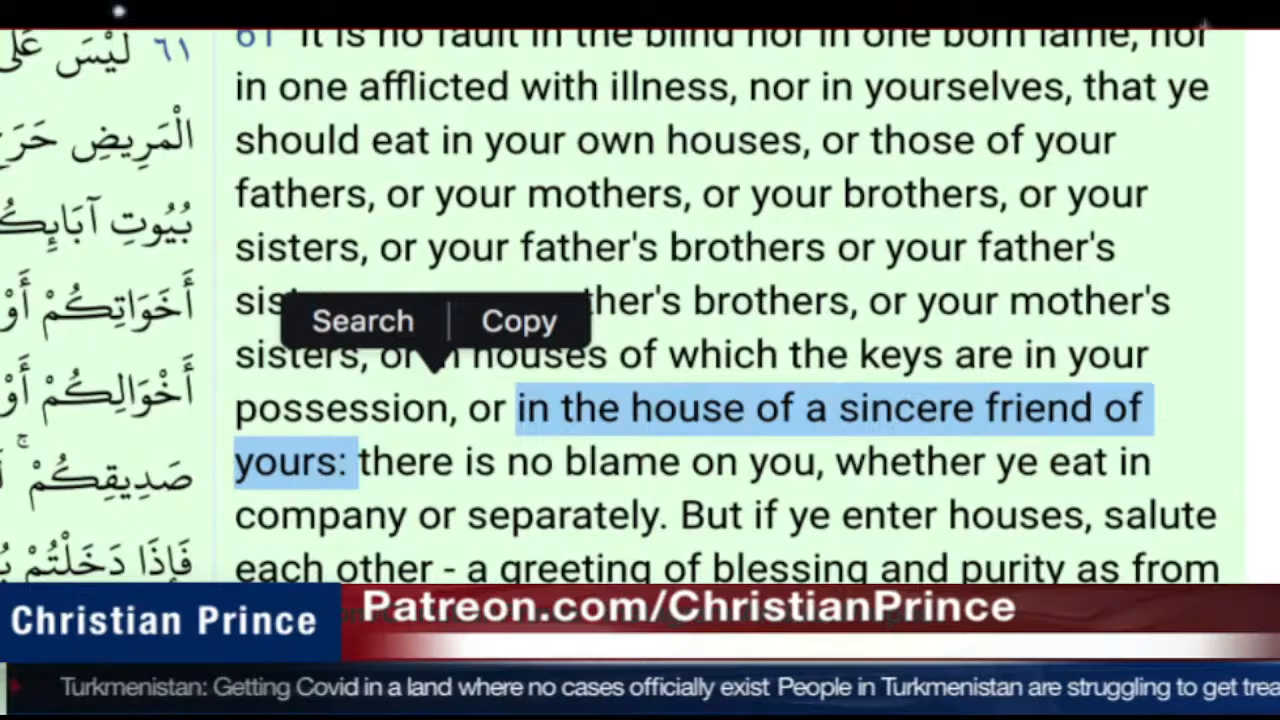 61 It is no fault in the blind nor in one born lame, nor
in one afflicted with illness, nor in yourselves, that ye
should eat in your own houses, or those of your
fathers, or your mothers, or your brothers, or your
sisters, or your father's brothers or your father's
ther's brothers, or your mother's
Search | Copy
sisters, or in houses of which the keys are in your
possession, or in the house of a sincere friend of
yours: there is no blame on you, whether ye eat in
company or separately. But if ye enter houses, salute
each other - a greeting of blessing and purity as from
٦١ لَيْسَ عَلَى
الْمَرِيضِ حَرَجٌ
بُيُوتِ آبَائِكُمْ
أَخَوَاتِكُمْ أَوْ
أَخْوَالِكُمْ أَوْ
صَدِيقِكُمْ ۚ
فَإِذَا دَخَلْتُمْ
Christian Prince
Patreon.com/ChristianPrince
Turkmenistan: Getting Covid in a land where no cases officially exist People in Turkmenistan are struggling to get trea